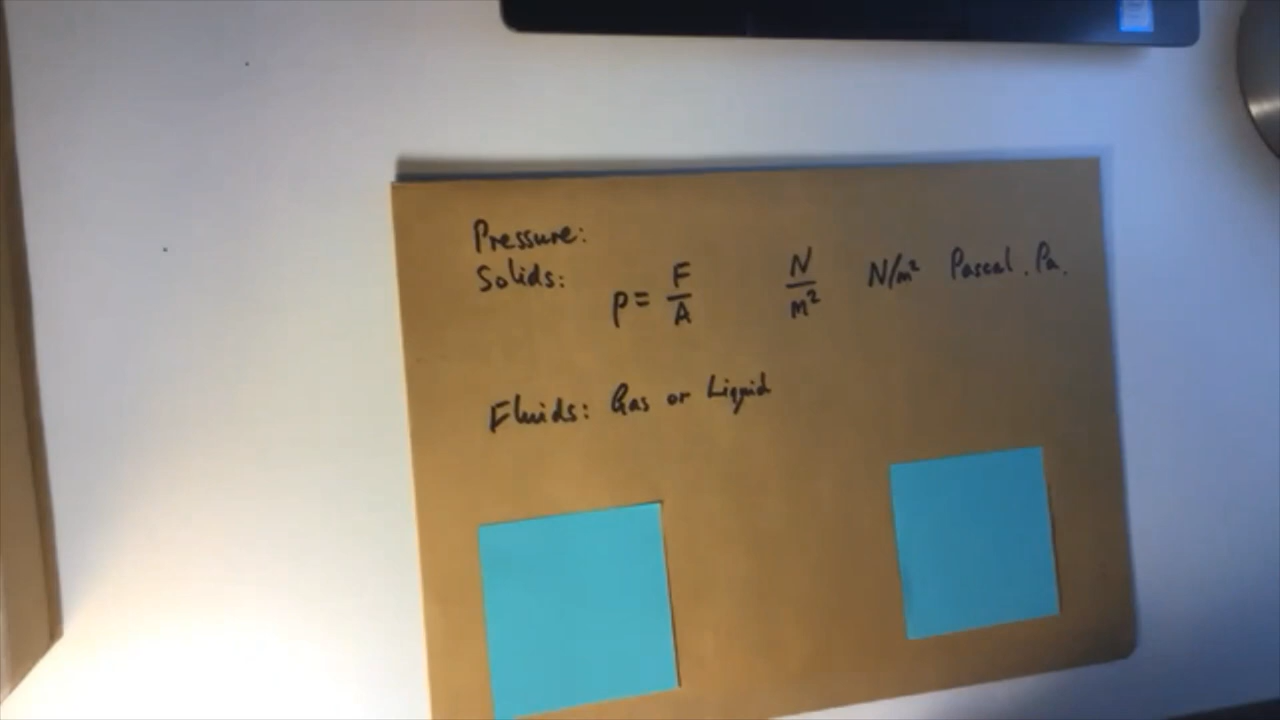 Pressure:
Solids: p = F/A N/m² N/m² Pascal. Pa.
Fluids: Gas or Liquid